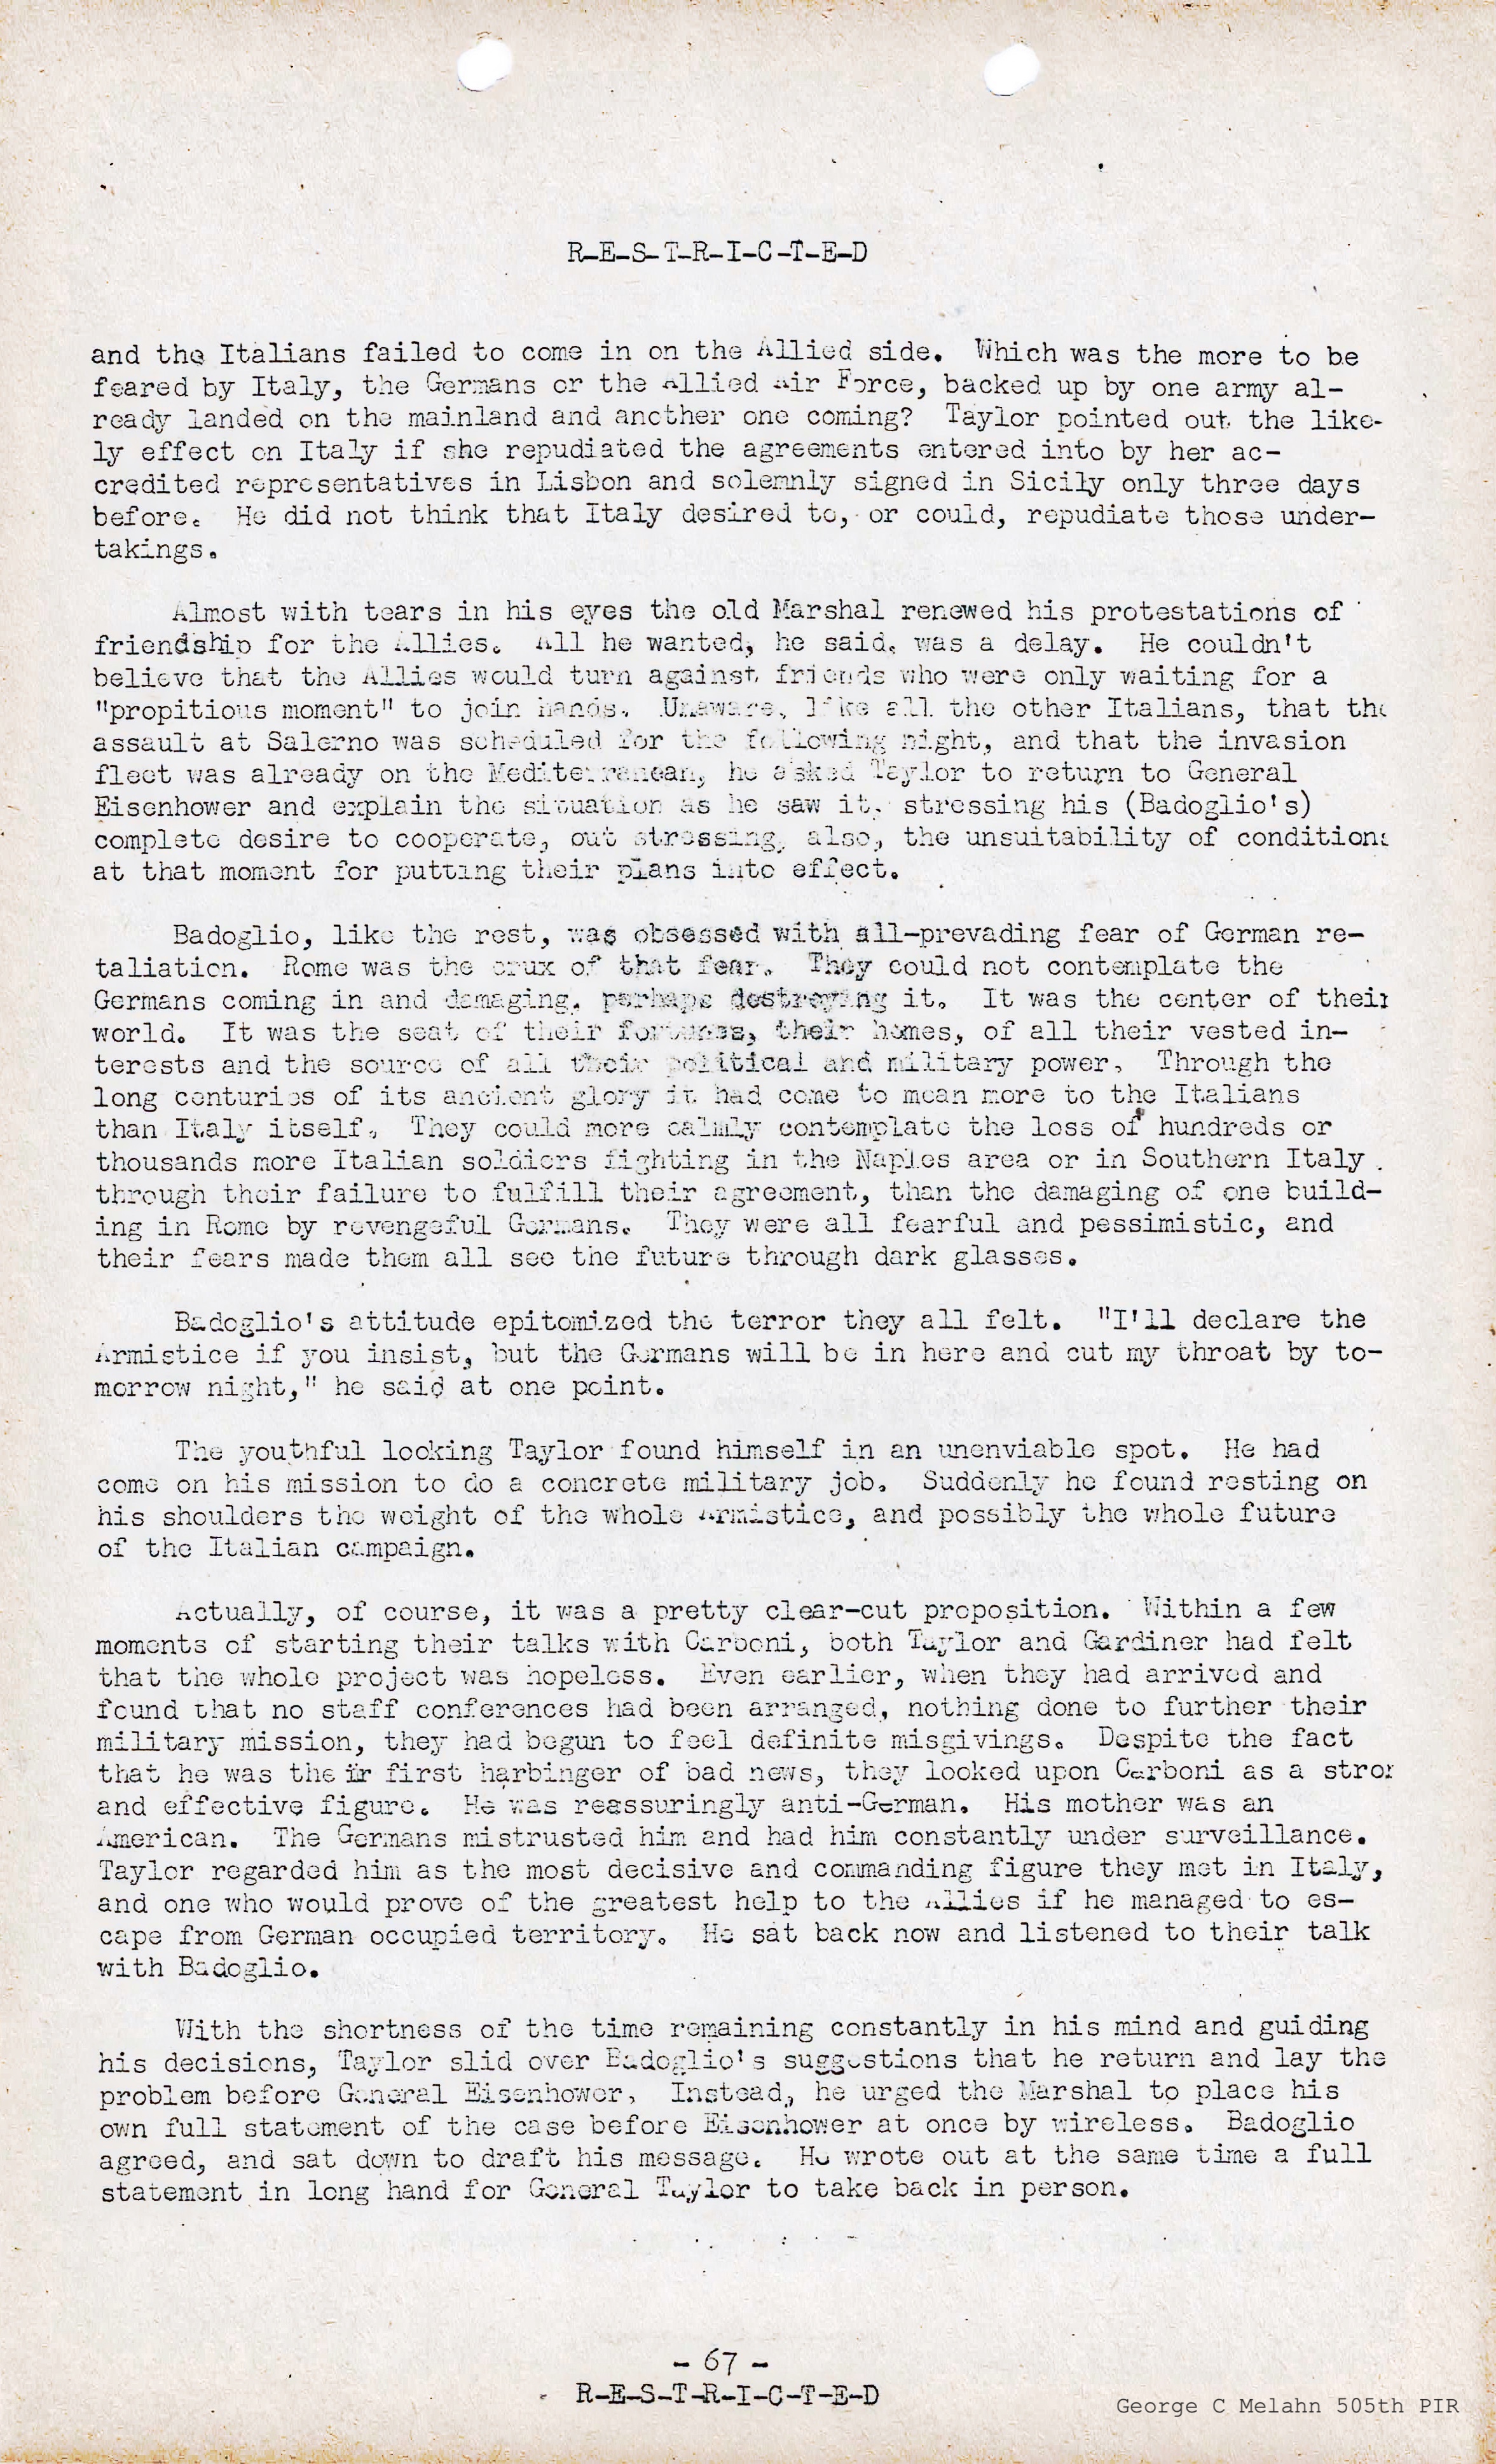 R-E-S-T-R-I-C-T-E-D
and the Italians failed to come in on the Allied side. Which was the more to be
feared by Italy, the Germans or the Allied Air Force, backed up by one army al-
ready landed on the mainland and another one coming? Taylor pointed out the like-
ly effect on Italy if she repudiated the agreements entered into by her ac-
credited representatives in Lisbon and solemnly signed in Sicily only three days
before. He did not think that Italy desired to, or could, repudiate those under-
takings.
Almost with tears in his eyes the old Marshal renewed his protestations of
friendship for the Allies. All he wanted, he said, was a delay. He couldn't
believe that the Allies would turn against friends who were only waiting for a
"propitious moment" to join hands. Unaware, like all the other Italians, that the
assault at Salerno was scheduled for the following night, and that the invasion
fleet was already on the Mediterranean, he asked Taylor to return to General
Eisenhower and explain the situation as he saw it, stressing his (Badoglio's)
complete desire to cooperate, but stressing, also, the unsuitability of conditions
at that moment for putting their plans into effect.
Badoglio, like the rest, was obsessed with all-prevading fear of German re-
taliation. Rome was the crux of that fear. They could not contemplate the
Germans coming in and damaging, perhaps destroying it. It was the center of their
world. It was the seat of their fortunes, their homes, of all their vested in-
terests and the source of all their political and military power. Through the
long centuries of its ancient glory it had come to mean more to the Italians
than Italy itself. They could more calmly contemplate the loss of hundreds or
thousands more Italian soldiers fighting in the Naples area or in Southern Italy
through their failure to fulfill their agreement, than the damaging of one build-
ing in Rome by revengeful Germans. They were all fearful and pessimistic, and
their fears made them all see the future through dark glasses.
Badoglio's attitude epitomized the terror they all felt. "I'll declare the
Armistice if you insist, but the Germans will be in here and cut my throat by to-
morrow night," he said at one point.
The youthful looking Taylor found himself in an unenviable spot. He had
come on his mission to do a concrete military job. Suddenly he found resting on
his shoulders the weight of the whole Armistice, and possibly the whole future
of the Italian campaign.
Actually, of course, it was a pretty clear-cut proposition. Within a few
moments of starting their talks with Carboni, both Taylor and Gardiner had felt
that the whole project was hopeless. Even earlier, when they had arrived and
found that no staff conferences had been arranged, nothing done to further their
military mission, they had begun to feel definite misgivings. Despite the fact
that he was their first harbinger of bad news, they looked upon Carboni as a stror
and effective figure. He was reassuringly anti-German. His mother was an
American. The Germans mistrusted him and had him constantly under surveillance.
Taylor regarded him as the most decisive and commanding figure they met in Italy,
and one who would prove of the greatest help to the Allies if he managed to es-
cape from German occupied territory. He sat back now and listened to their talk
with Badoglio.
With the shortness of the time remaining constantly in his mind and guiding
his decisions, Taylor slid over Badoglio's suggestions that he return and lay the
problem before General Eisenhower. Instead, he urged the Marshal to place his
own full statement of the case before Eisenhower at once by wireless. Badoglio
agreed, and sat down to draft his message. He wrote out at the same time a full
statement in long hand for General Taylor to take back in person.
- 67 -
R-E-S-T-R-I-C-T-E-D
George C Melahn 505th PIR